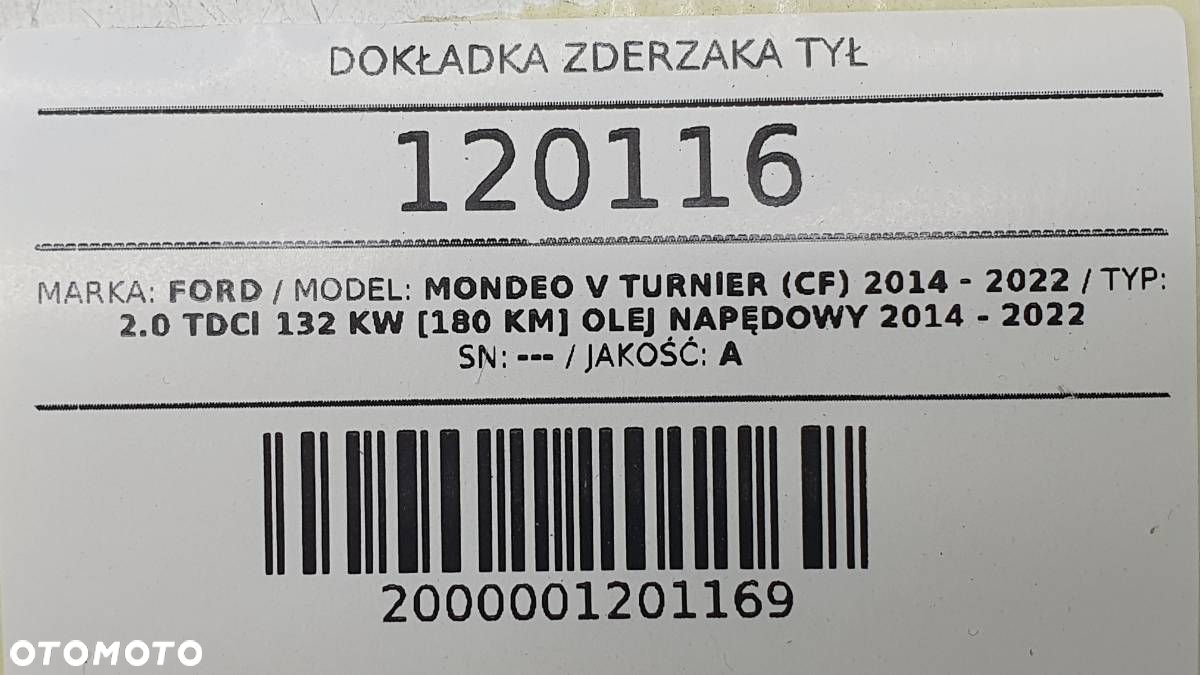 DOKŁADKA ZDERZAKA TYŁ
120116
MARKA: FORD / MODEL: MONDEO V TURNIER (CF) 2014 - 2022 / TYP:
2.0 TDCI 132 KW [180 KM] OLEJ NAPĘDOWY 2014 - 2022
SN: --- / JAKOŚĆ: A
2000001201169
OTOMOTO